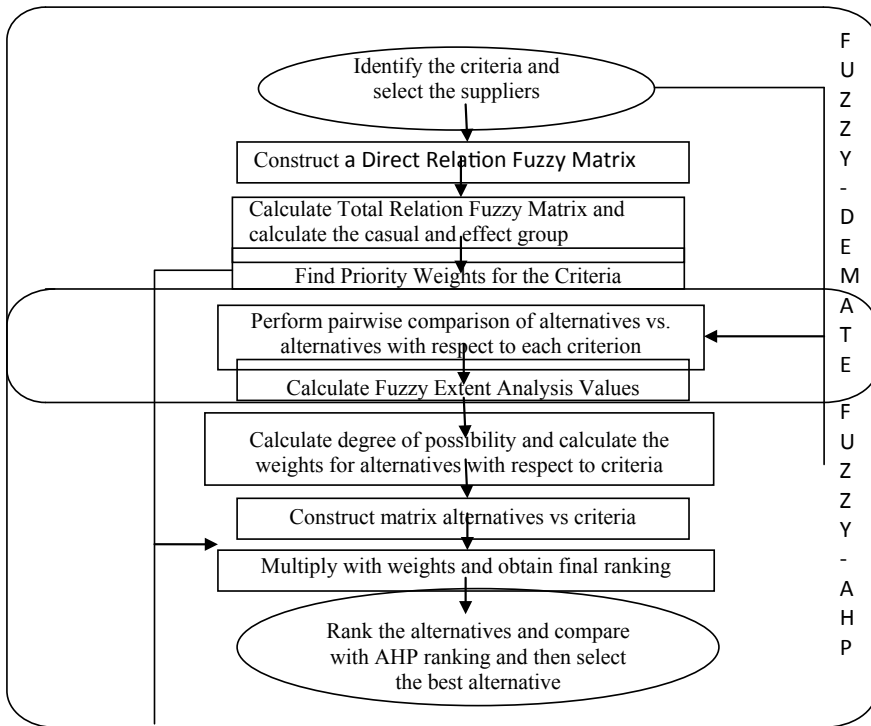 Identify the criteria and
select the suppliers
Construct a Direct Relation Fuzzy Matrix
Calculate Total Relation Fuzzy Matrix and
calculate the casual and effect group
Find Priority Weights for the Criteria
Perform pairwise comparison of alternatives vs.
alternatives with respect to each criterion
Calculate Fuzzy Extent Analysis Values
Calculate degree of possibility and calculate the
weights for alternatives with respect to criteria
Construct matrix alternatives vs criteria
Multiply with weights and obtain final ranking
Rank the alternatives and compare
with AHP ranking and then select
the best alternative
FUZZY-DEMATE
FUZZY-AHP